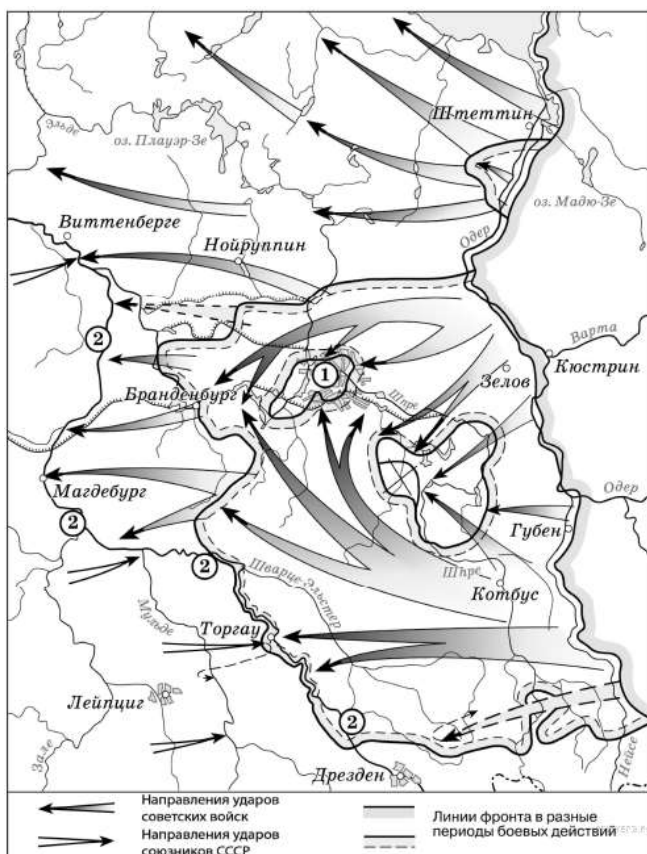 Штеттин
Эльде
оз. Плауэр-Зе
оз. Мадю-Зе
Виттенберге
Нойруппин
Одер
Варта
2
Кюстрин
1
Зелов
Бранденбург
Шпре
Магдебург
Одер
2
Губен
2
Шварце-Эльстер
Шпре
Котбус
Мульде
Торгау
Лейпциг
2
Зале
Дрезден
Нейсе
Направления ударов
советских войск
Направления ударов
союзников СССР
Линии фронта в разные
периоды боевых действий